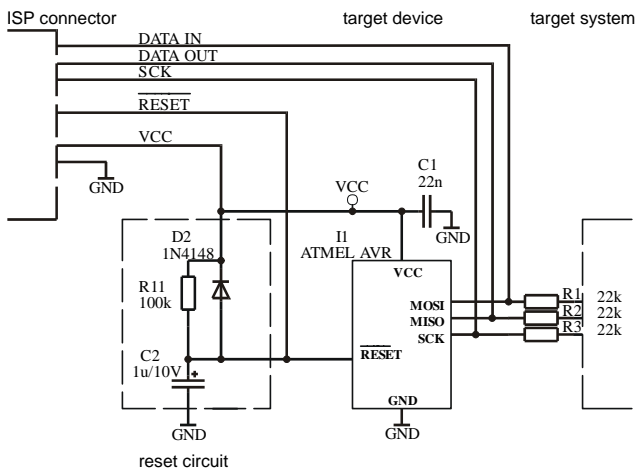 ISP connector
target device
target system
DATA IN
DATA OUT
SCK
RESET
VCC
GND
C1
22n
VCC
GND
D2
1N4148
I1
ATMEL AVR
VCC
R11
100k
MOSI
R1
22k
MISO
R2
22k
SCK
R3
22k
RESET
C2
+
1u/10V
GND
GND
GND
reset circuit